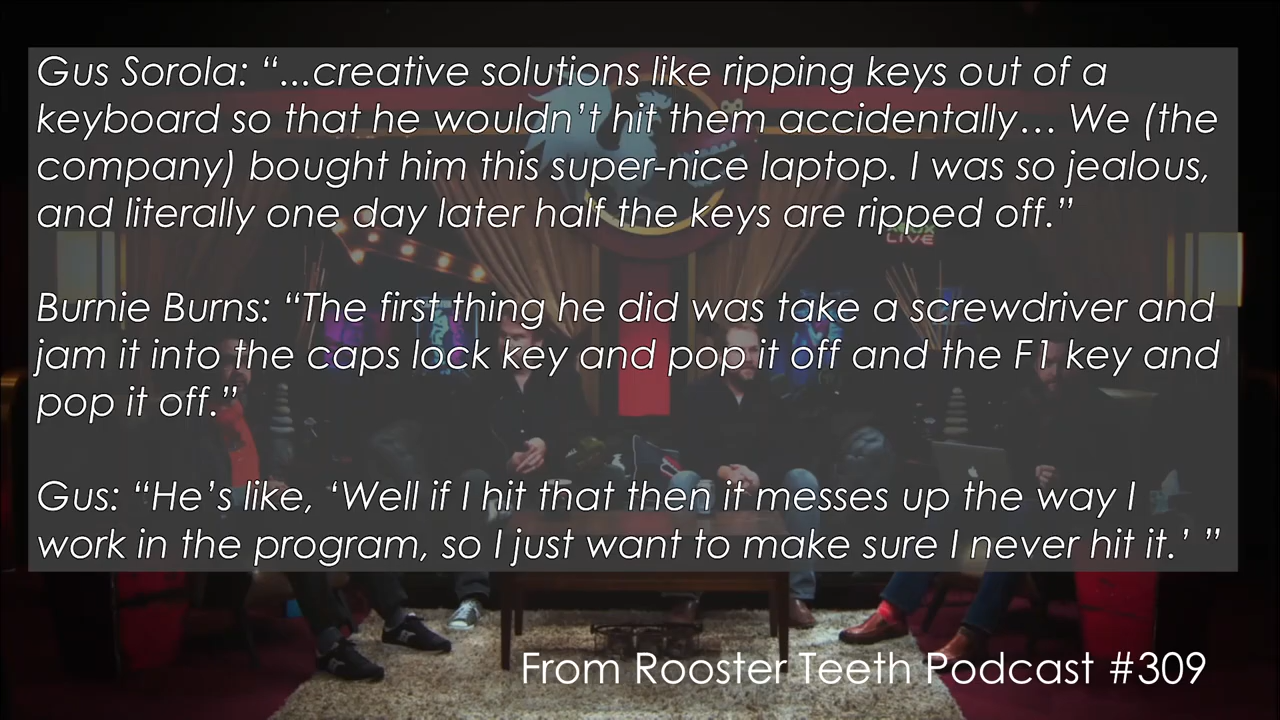 Gus Sorola: “...creative solutions like ripping keys out of a
keyboard so that he wouldn’t hit them accidentally… We (the
company) bought him this super-nice laptop. I was so jealous,
and literally one day later half the keys are ripped off.”
LIVE
Burnie Burns: “The first thing he did was take a screwdriver and
jam it into the caps lock key and pop it off and the F1 key and
pop it off.”
Gus: “He’s like, ‘Well if I hit that then it messes up the way I
work in the program, so I just want to make sure I never hit it.’ ”
From Rooster Teeth Podcast #309